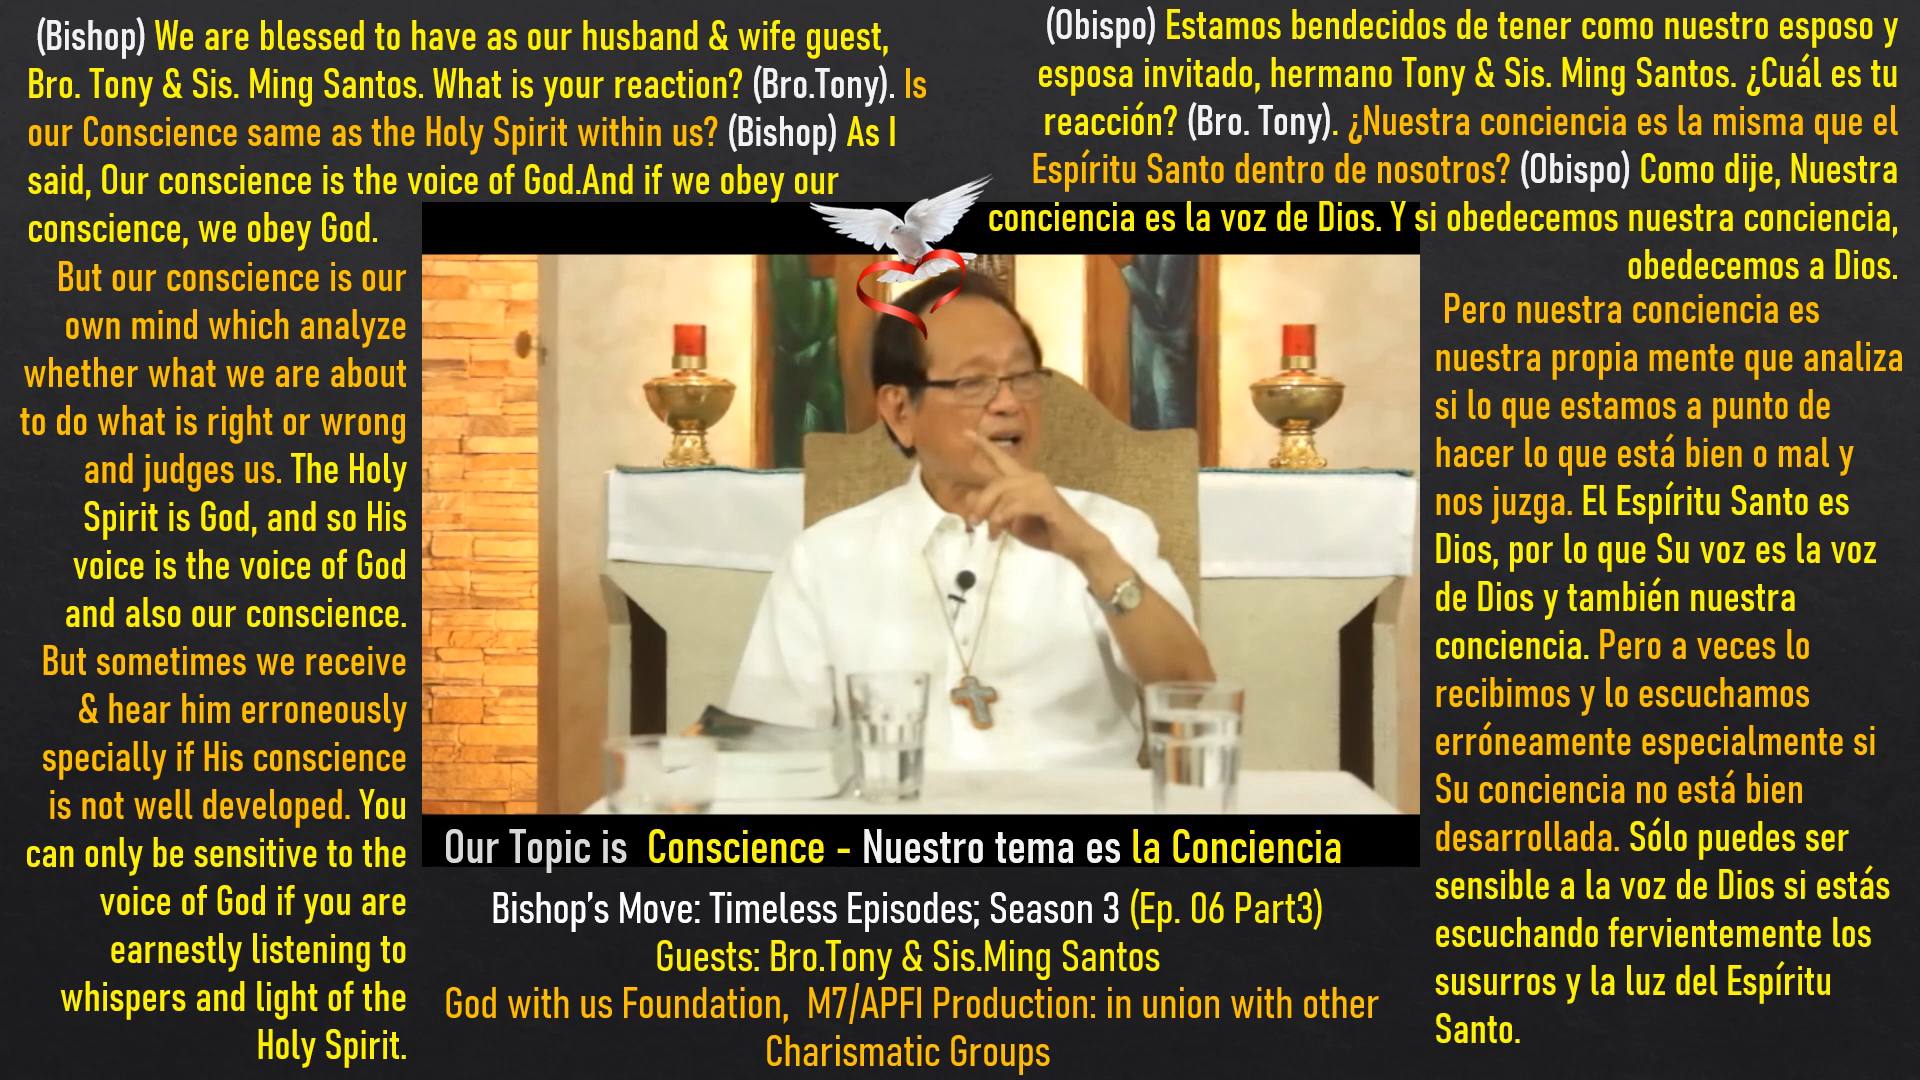 (Bishop) We are blessed to have as our husband & wife guest,
Bro. Tony & Sis. Ming Santos. What is your reaction? (Bro.Tony). Is
our Conscience same as the Holy Spirit within us? (Bishop) As I
said, Our conscience is the voice of God.And if we obey our
conscience, we obey God.
But our conscience is our
own mind which analyze
whether what we are about
to do what is right or wrong
and judges us. The Holy
Spirit is God, and so His
voice is the voice of God
and also our conscience.
But sometimes we receive
& hear him erroneously
specially if His conscience
is not well developed. You
can only be sensitive to the
voice of God if you are
earnestly listening to
whispers and light of the
Holy Spirit.
(Obispo) Estamos bendecidos de tener como nuestro esposo y
esposa invitado, hermano Tony & Sis. Ming Santos. ¿Cuál es tu
reacción? (Bro. Tony). ¿Nuestra conciencia es la misma que el
Espíritu Santo dentro de nosotros? (Obispo) Como dije, Nuestra
conciencia es la voz de Dios. Y si obedecemos nuestra conciencia,
obedecemos a Dios.
Pero nuestra conciencia es
nuestra propia mente que analiza
si lo que estamos a punto de
hacer lo que está bien o mal y
nos juzga. El Espíritu Santo es
Dios, por lo que Su voz es la voz
de Dios y también nuestra
conciencia. Pero a veces lo
recibimos y lo escuchamos
erróneamente especialmente si
Su conciencia no está bien
desarrollada. Sólo puedes ser
sensible a la voz de Dios si estás
escuchando fervientemente los
susurros y la luz del Espíritu
Santo.
Our Topic is Conscience - Nuestro tema es la Conciencia
Bishop's Move: Timeless Episodes; Season 3 (Ep. 06 Part3)
Guests: Bro.Tony & Sis.Ming Santos
God with us Foundation, M7/APFI Production: in union with other
Charismatic Groups